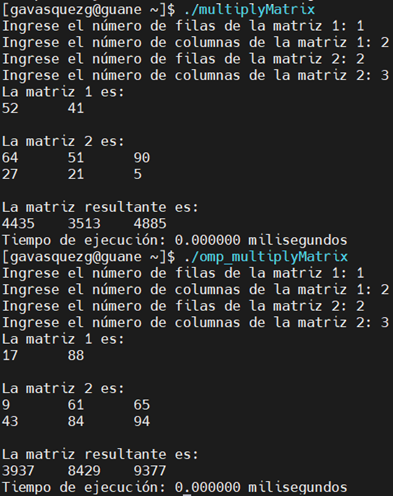 [gavasquezg@guane ~]$ ./multiplyMatrix
Ingrese el número de filas de la matriz 1: 1
Ingrese el número de columnas de la matriz 1: 2
Ingrese el número de filas de la matriz 2: 2
Ingrese el número de columnas de la matriz 2: 3
La matriz 1 es:
52 41
La matriz 2 es:
64 51 90
27 21 5
La matriz resultante es:
4435 3513 4885
Tiempo de ejecución: 0.000000 milisegundos
[gavasquezg@guane ~]$ ./omp_multiplyMatrix
Ingrese el número de filas de la matriz 1: 1
Ingrese el número de columnas de la matriz 1: 2
Ingrese el número de filas de la matriz 2: 2
Ingrese el número de columnas de la matriz 2: 3
La matriz 1 es:
17 88
La matriz 2 es:
9 61 65
43 84 94
La matriz resultante es:
3937 8429 9377
Tiempo de ejecución: 0.000000 milisegundos